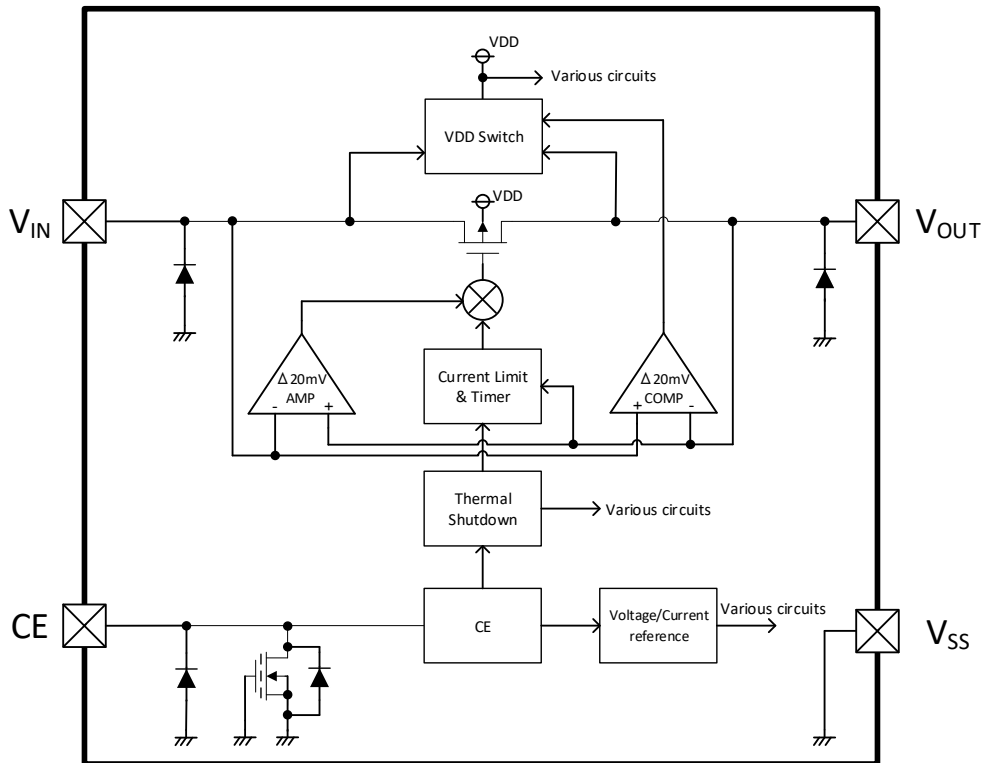 VDD
Various circuits
VDD Switch
VDD
VIN
VOUT
Δ 20mV
AMP
- +
Current Limit
& Timer
Δ 20mV
COMP
+ -
Thermal
Shutdown
Various circuits
CE
CE
Voltage/Current
reference
Various circuits
VSS